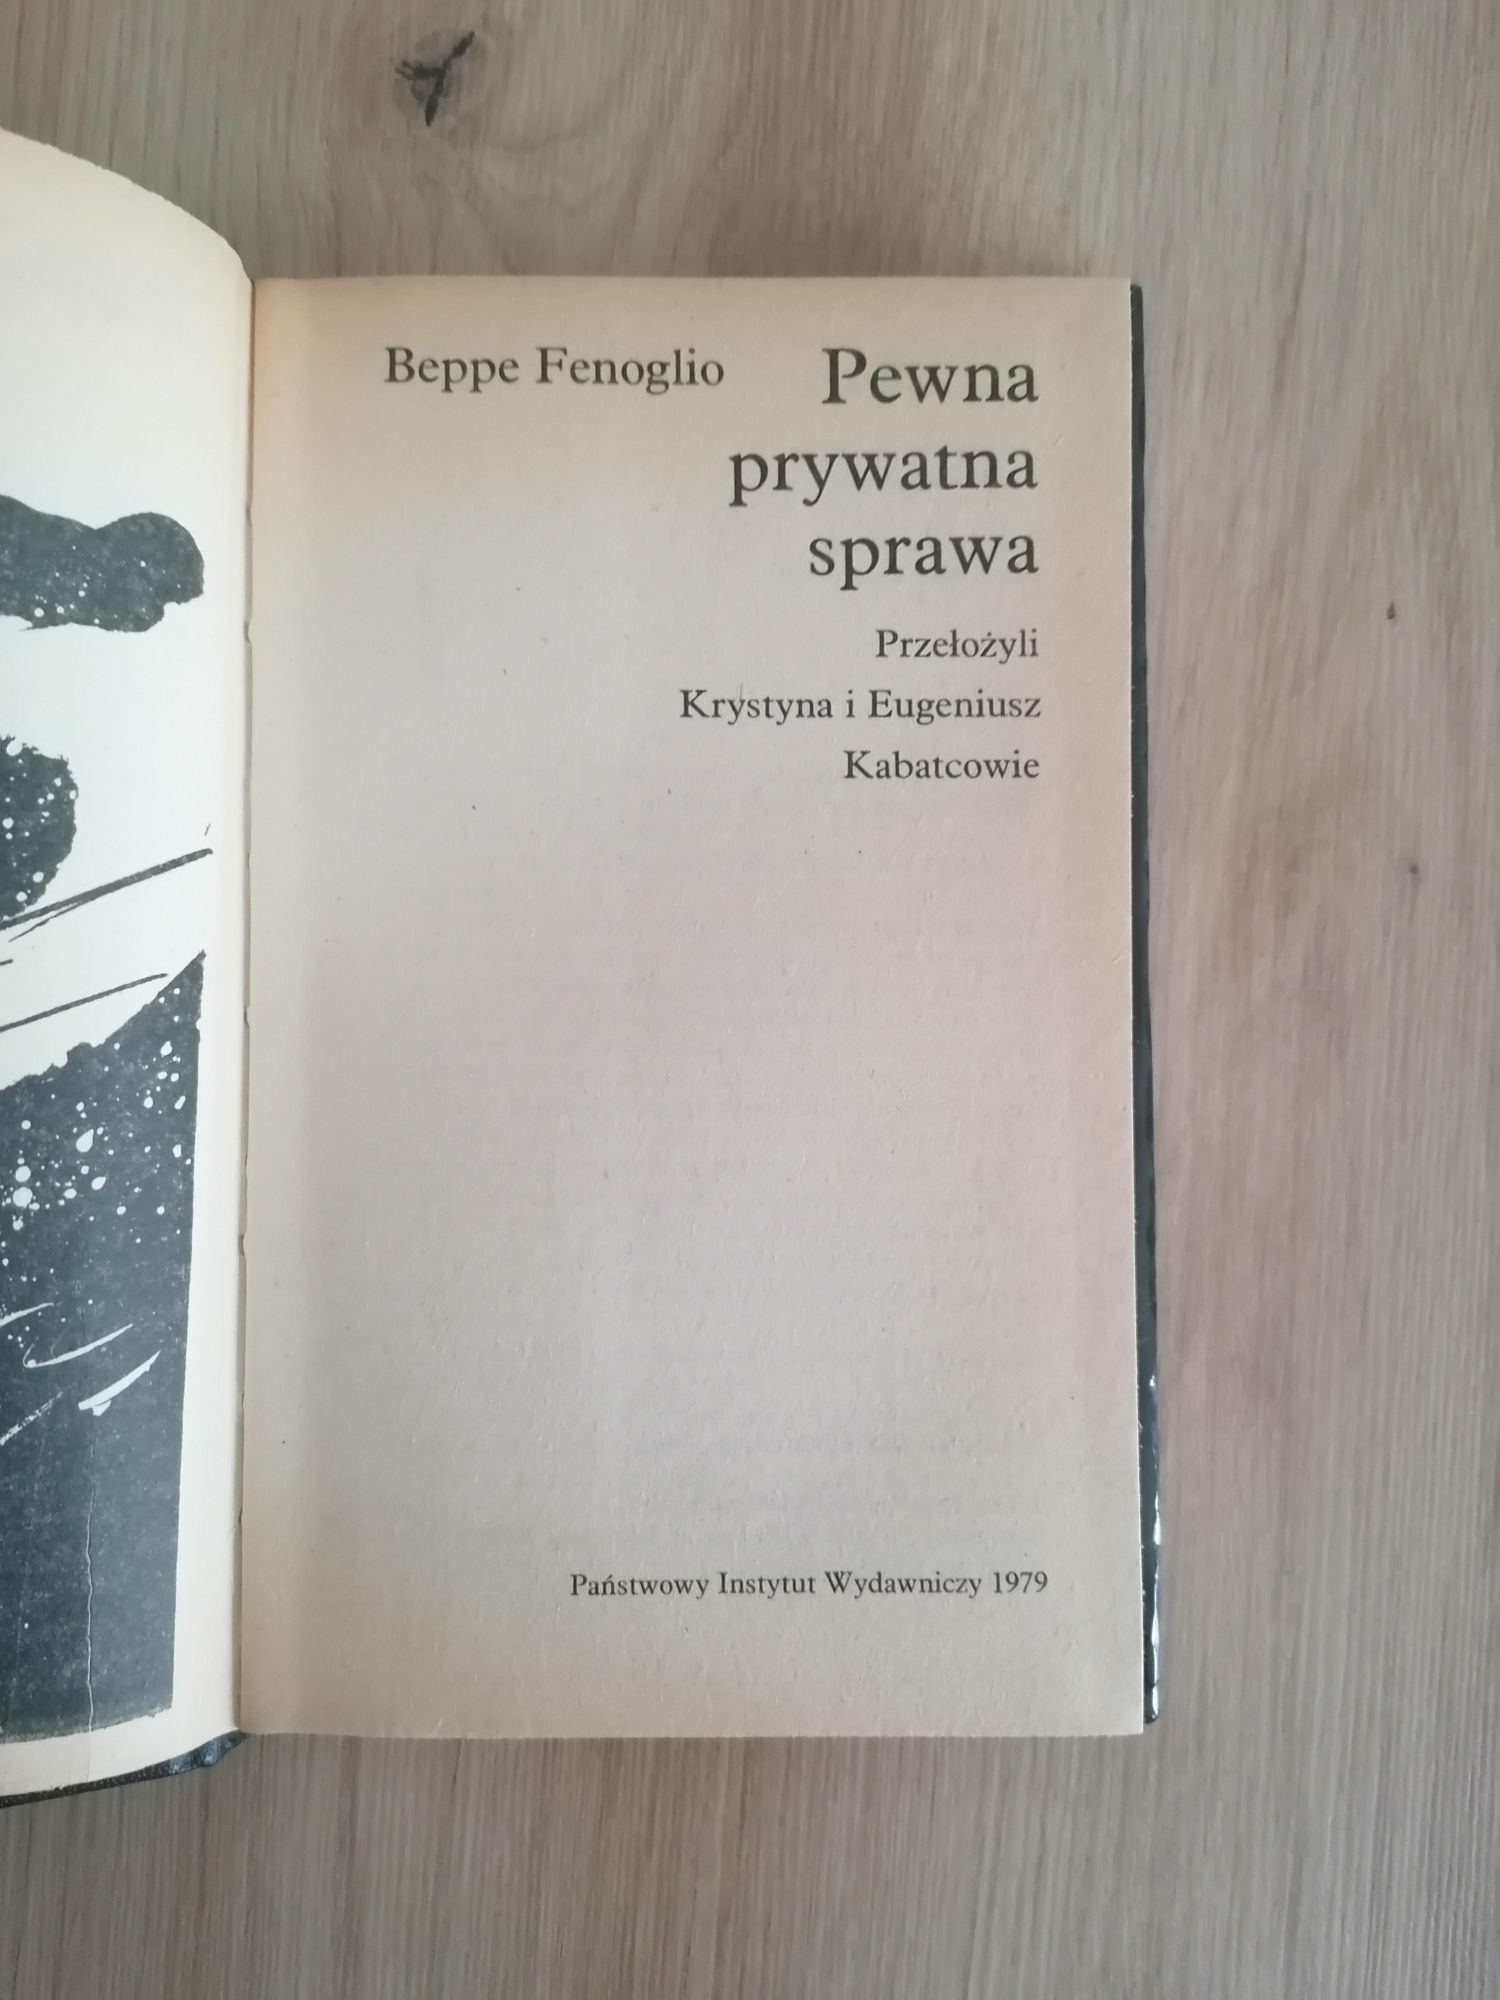 Beppe Fenoglio
Pewna
prywatna
sprawa
Przełożyli
Krystyna i Eugeniusz
Kabatcowie
Państwowy Instytut Wydawniczy 1979